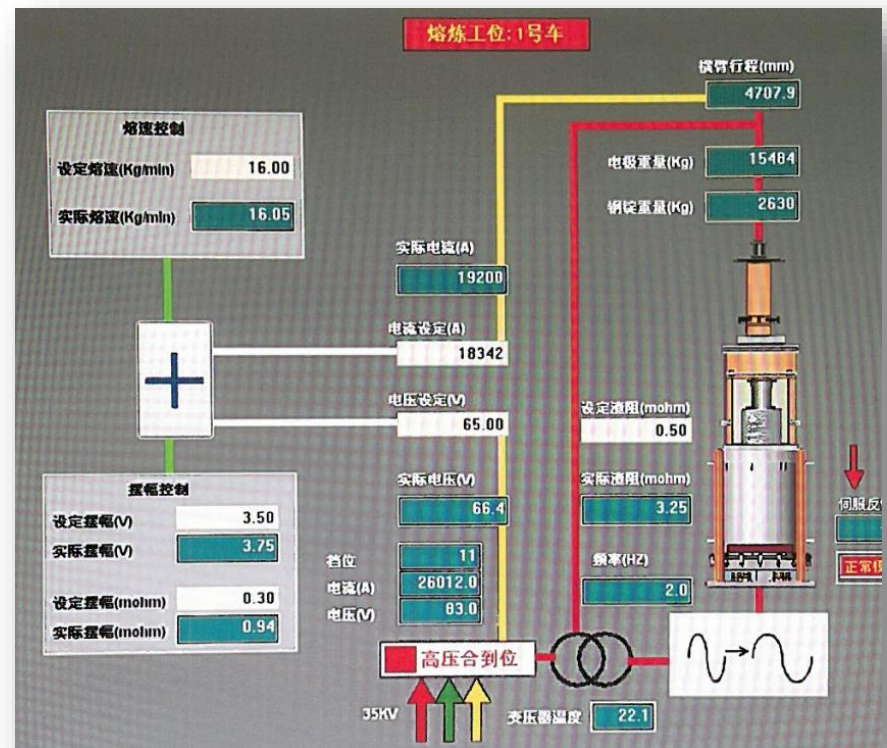 熔炼工位:1号车
横臂行程(mm)
4707.9
熔速控制
设定熔速(Kg/min) 16.00
实际熔速(Kg/min) 16.05
电极重量(Kg) 15484
钢锭重量(Kg) 2630
实际电流(A)
19200
电流设定(A)
18342
电压设定(V)
65.00
设定渣阻(mohm)
0.50
摆幅控制
设定摆幅(V) 3.50
实际摆幅(V) 3.75
设定摆幅(mohm) 0.30
实际摆幅(mohm) 0.94
实际电压(V)
66.4
实际渣阻(mohm)
3.25
伺服反
正常
档位 11
电流(A) 26012.0
电压(V) 83.0
频率(HZ)
2.0
高压合到位
35KV
变压器温度 22.1